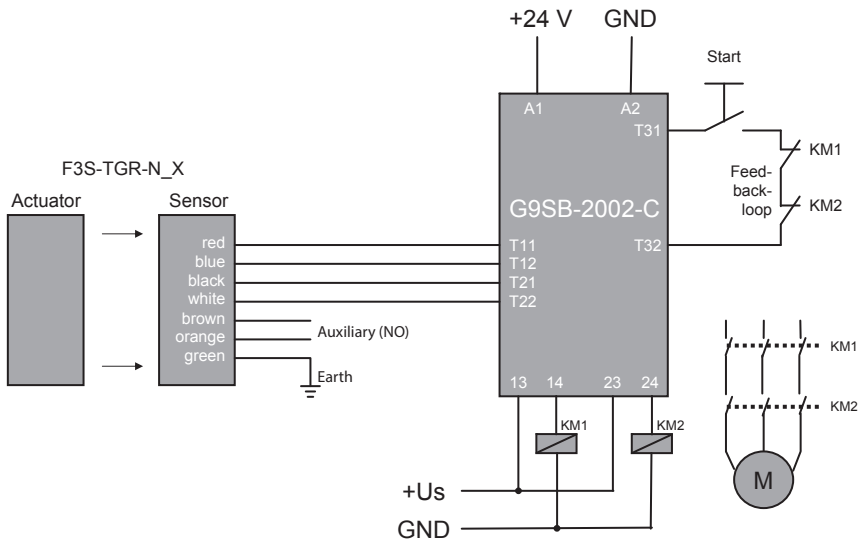 +24 V GND
Start
A1 A2
T31
F3S-TGR-N_X
KM1
Feed-
back-
loop
KM2
Actuator Sensor
G9SB-2002-C
red
blue
black
white
brown
orange
green
T11
T12
T21
T22
T32
Auxiliary (NO)
Earth
13 14 23 24
KM1
KM2
+Us
GND
KM1
KM2
M